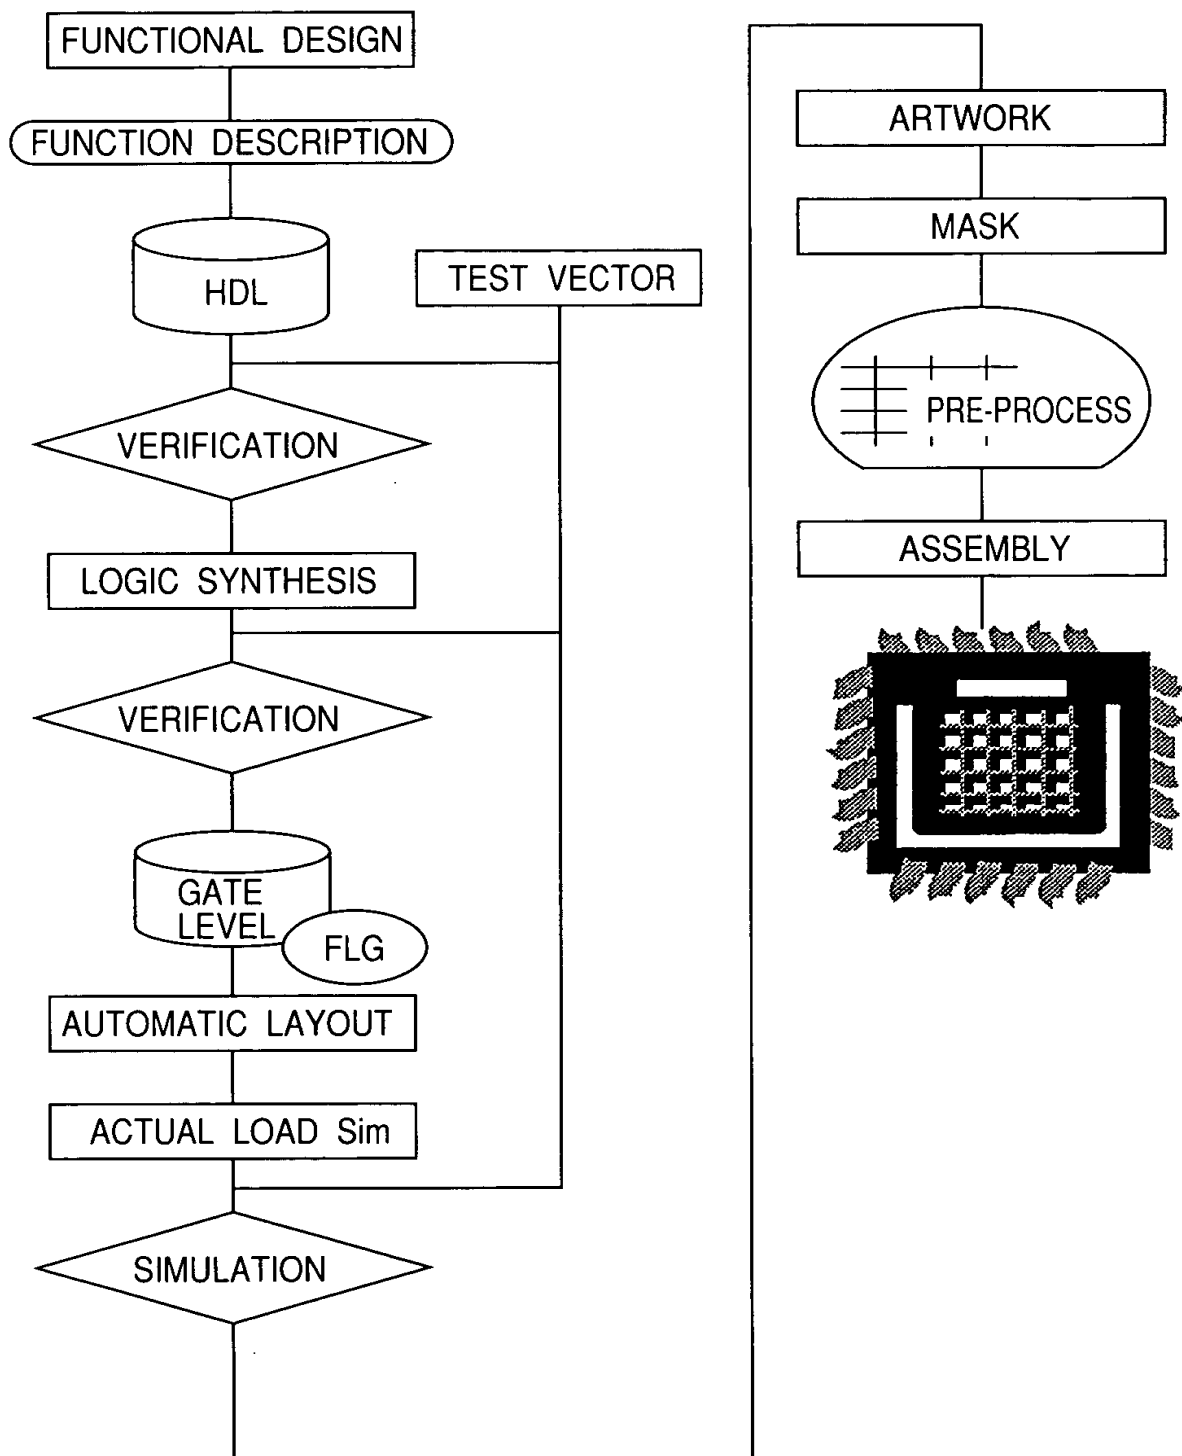 FUNCTIONAL DESIGN
FUNCTION DESCRIPTION
HDL
TEST VECTOR
VERIFICATION
LOGIC SYNTHESIS
VERIFICATION
GATE
LEVEL
FLG
AUTOMATIC LAYOUT
ACTUAL LOAD Sim
SIMULATION
ARTWORK
MASK
PRE-PROCESS
ASSEMBLY